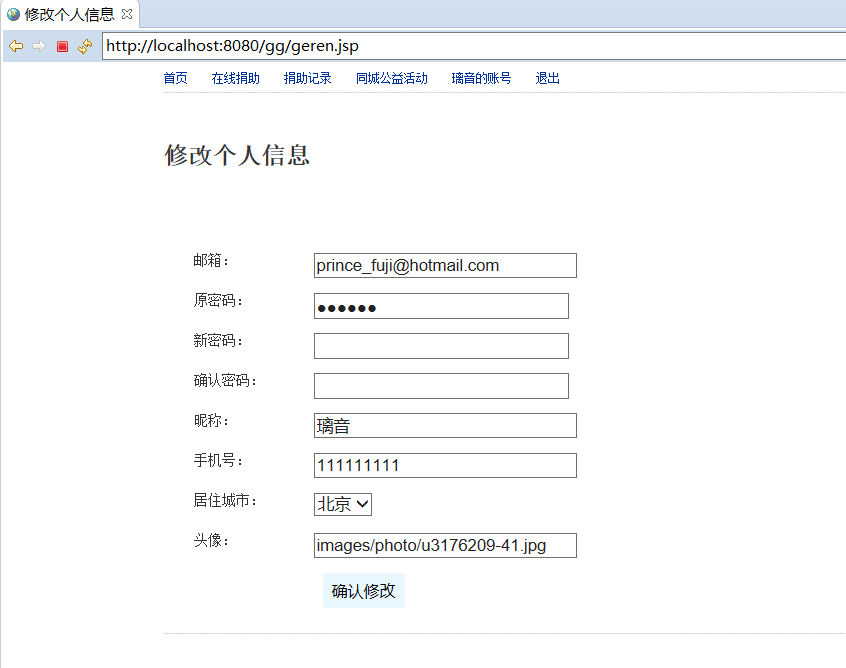 修改个人信息
http://localhost:8080/gg/geren.jsp
首页 在线捐助 捐助记录 同城公益活动 璃音的账号 退出
修改个人信息
邮箱： prince_fuji@hotmail.com
原密码： ●●●●●●
新密码：
确认密码：
昵称： 璃音
手机号： 111111111
居住城市： 北京
头像： images/photo/u3176209-41.jpg
确认修改